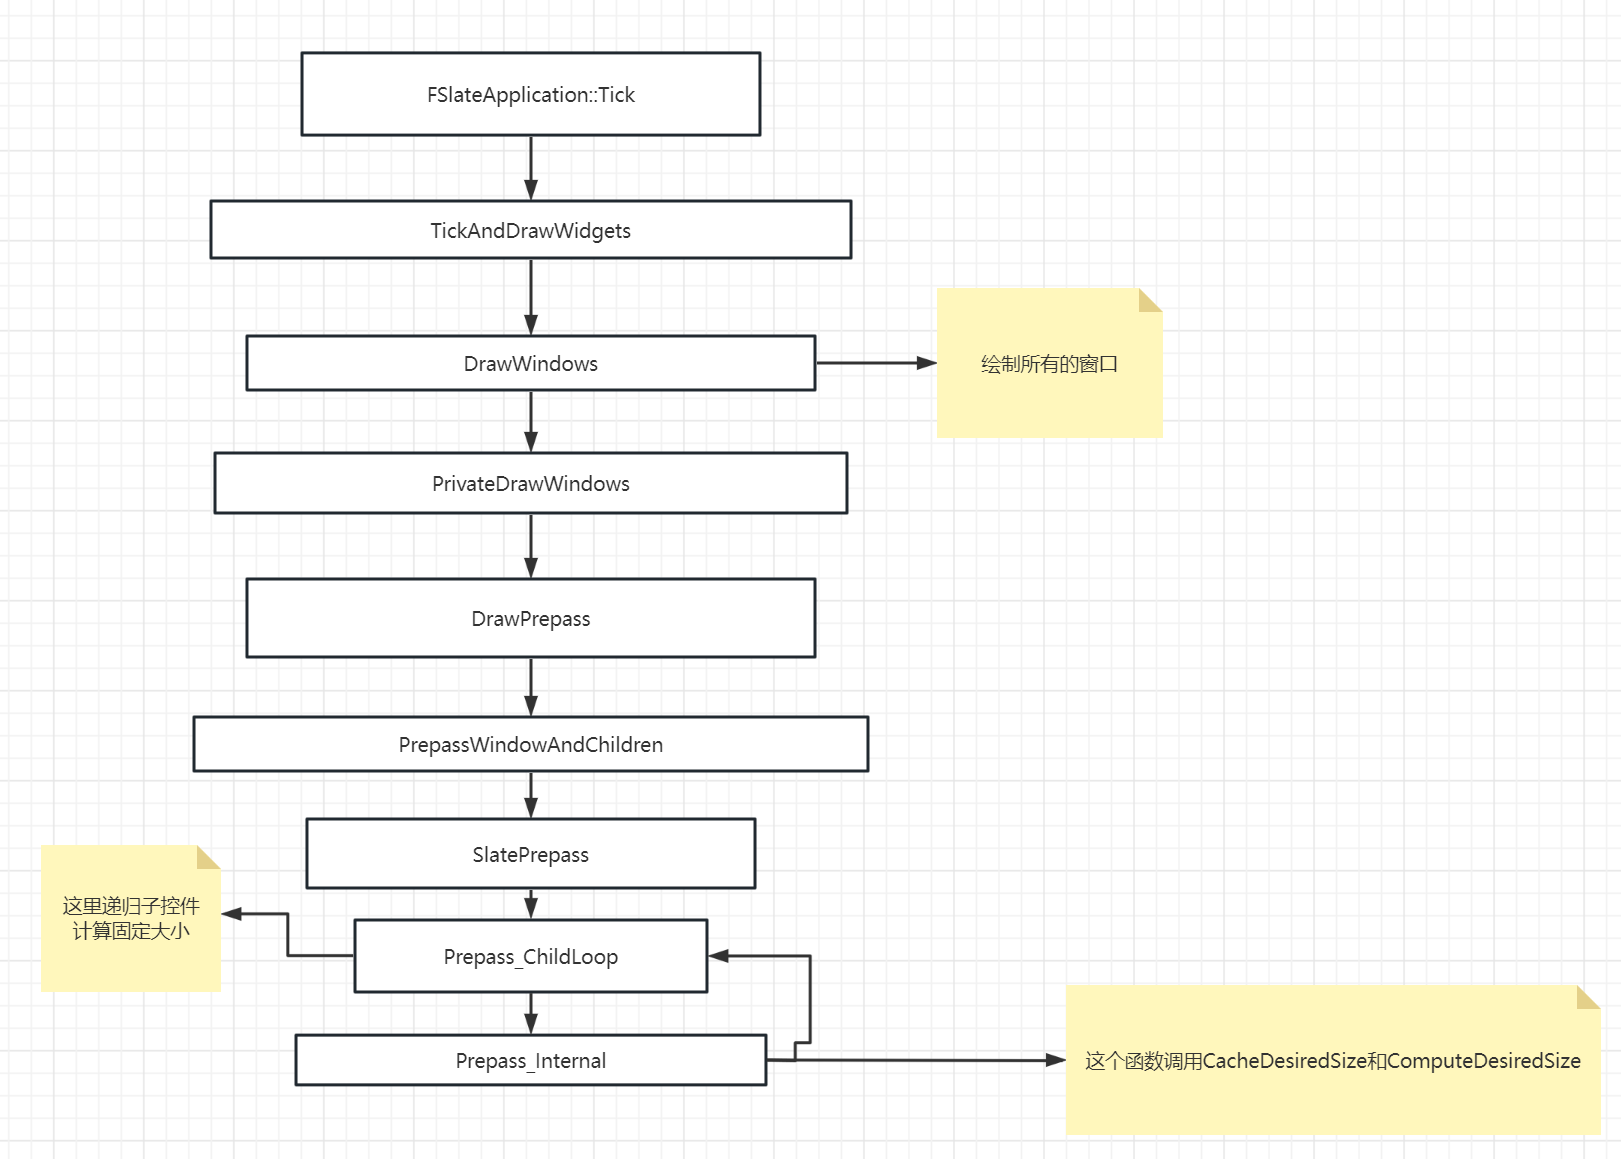 FSlateApplication::Tick
TickAndDrawWidgets
DrawWindows
绘制所有的窗口
PrivateDrawWindows
DrawPrepass
PrepassWindowAndChildren
SlatePrepass
这里递归子控件
计算固定大小
Prepass_ChildLoop
Prepass_Internal
这个函数调用CacheDesiredSize和ComputeDesiredSize